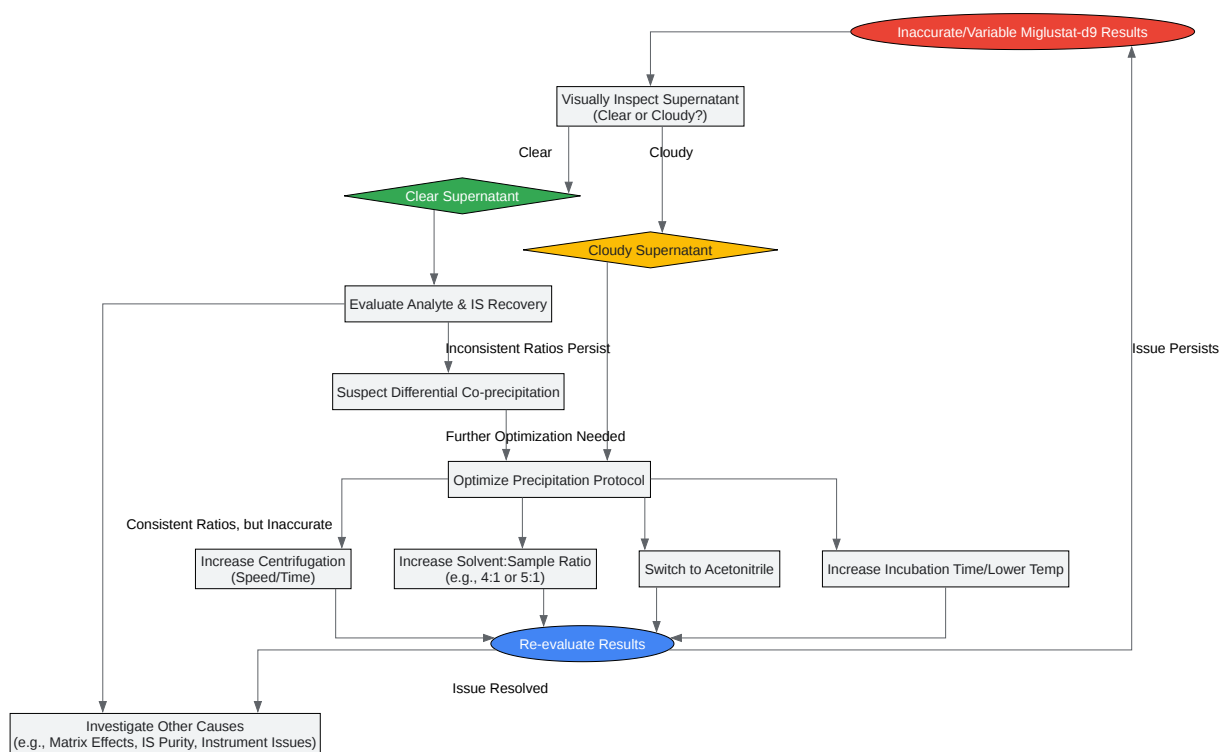 Inaccurate/Variable Miglustat-d9 Results
Visually Inspect Supernatant
(Clear or Cloudy?)
Clear
Cloudy
Clear Supernatant
Cloudy Supernatant
Evaluate Analyte & IS Recovery
Inconsistent Ratios Persist
Issue Persists
Suspect Differential Co-precipitation
Further Optimization Needed
Optimize Precipitation Protocol
Consistent Ratios, but Inaccurate
Increase Centrifugation
(Speed/Time)
Increase Solvent:Sample Ratio
(e.g., 4:1 or 5:1)
Switch to Acetonitrile
Increase Incubation Time/Lower Temp
Re-evaluate Results
Issue Resolved
Investigate Other Causes
(e.g., Matrix Effects, IS Purity, Instrument Issues)